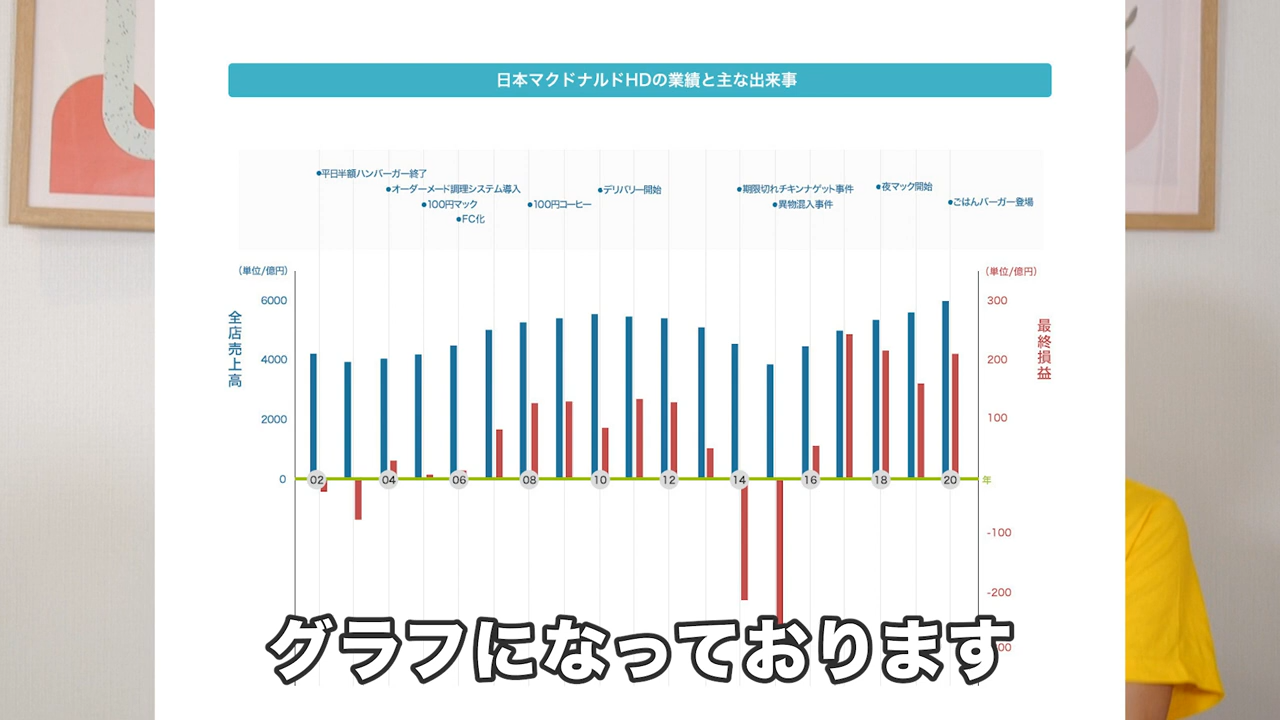 日本マクドナルドHDの業績と主な出来事
●平日半額ハンバーガー終了
●オーダーメード調理システム導入
●100円マック
●FC化
●100円コーヒー
●デリバリー開始
●期限切れチキンナゲット事件
●異物混入事件
●夜マック開始
●ごはんバーガー登場
(単位/億円)
(単位/億円)
6000
4000
2000
0
全店売上高
300
200
100
-100
-200
最終損益
02 04 06 08 10 12 14 16 18 20 年
グラフになっております